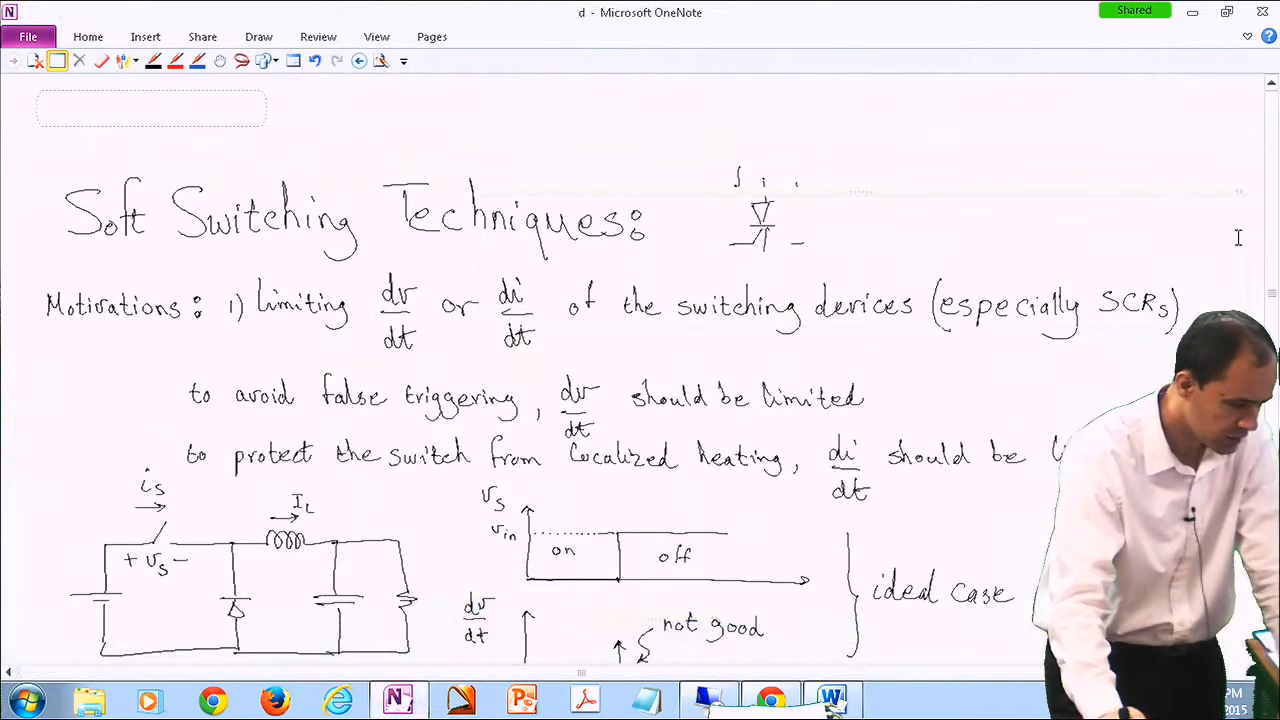 d - Microsoft OneNote
Shared
File Home Insert Share Draw Review View Pages
Soft Switching Techniques:
Motivations: 1) limiting dv/dt or di/dt of the switching devices (especially SCRs)
to avoid false triggering, dv/dt should be limited
to protect the switch from localized heating, di/dt should be
is
IL
+ vs −
vs
vin
on
off
ideal case
dv/dt
not good
PM
2015